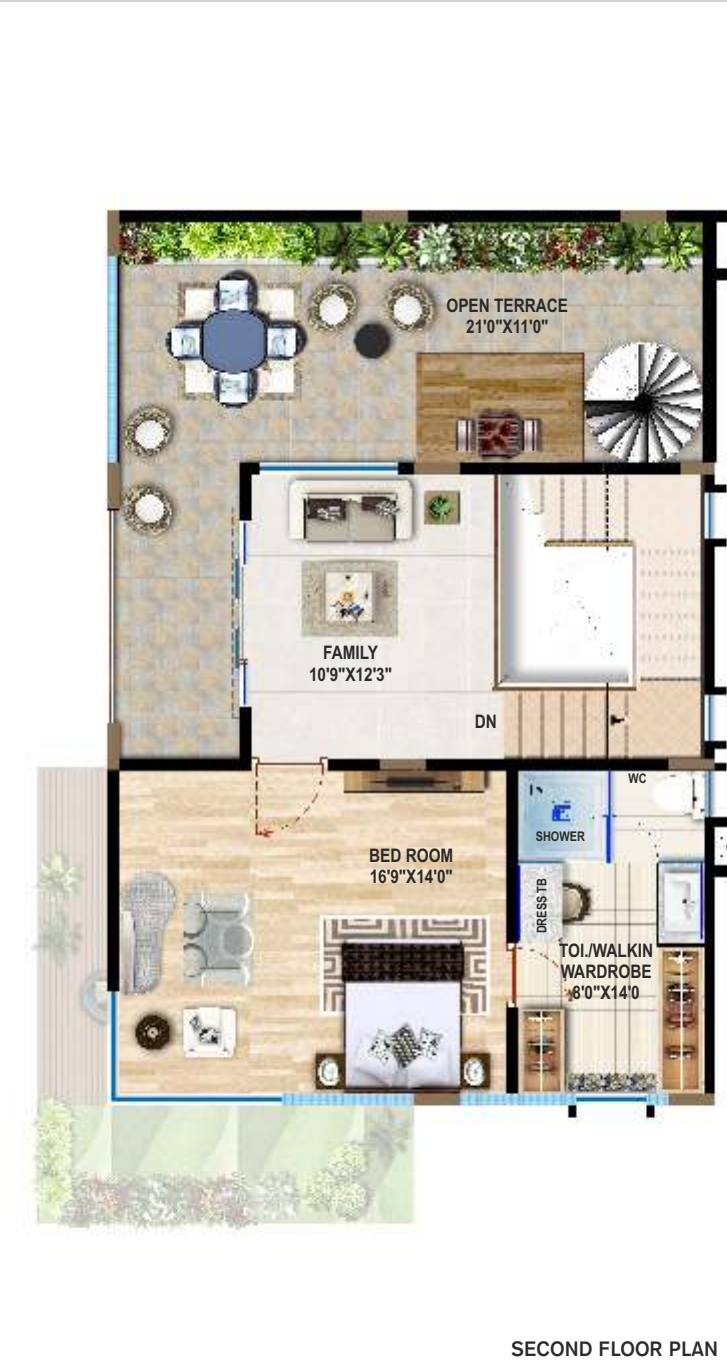 OPEN TERRACE
21'0"X11'0"
FAMILY
10'9"X12'3"
DN
WC
SHOWER
BED ROOM
16'9"X14'0"
DRESS TB
TOI./WALKIN
WARDROBE
8'0"X14'0
SECOND FLOOR PLAN